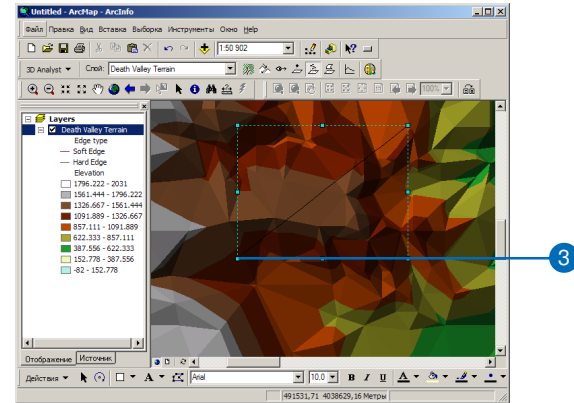 Untitled - ArcMap - ArcInfo
Файл Правка Вид Вставка Выборка Инструменты Окно Help
1:50 902
3D Analyst Слой: Death Valley Terrain
100%
Layers
Death Valley Terrain
Edge type
Soft Edge
Hard Edge
Elevation
1796.222 - 2031
1561.444 - 1796.222
1326.667 - 1561.444
1091.889 - 1326.667
857.111 - 1091.889
622.333 - 857.111
387.556 - 622.333
152.778 - 387.556
-82 - 152.778
3
Отображение Источник
Действия A Arial 10,0 B I U A
491531,71 4038629,16 Метры